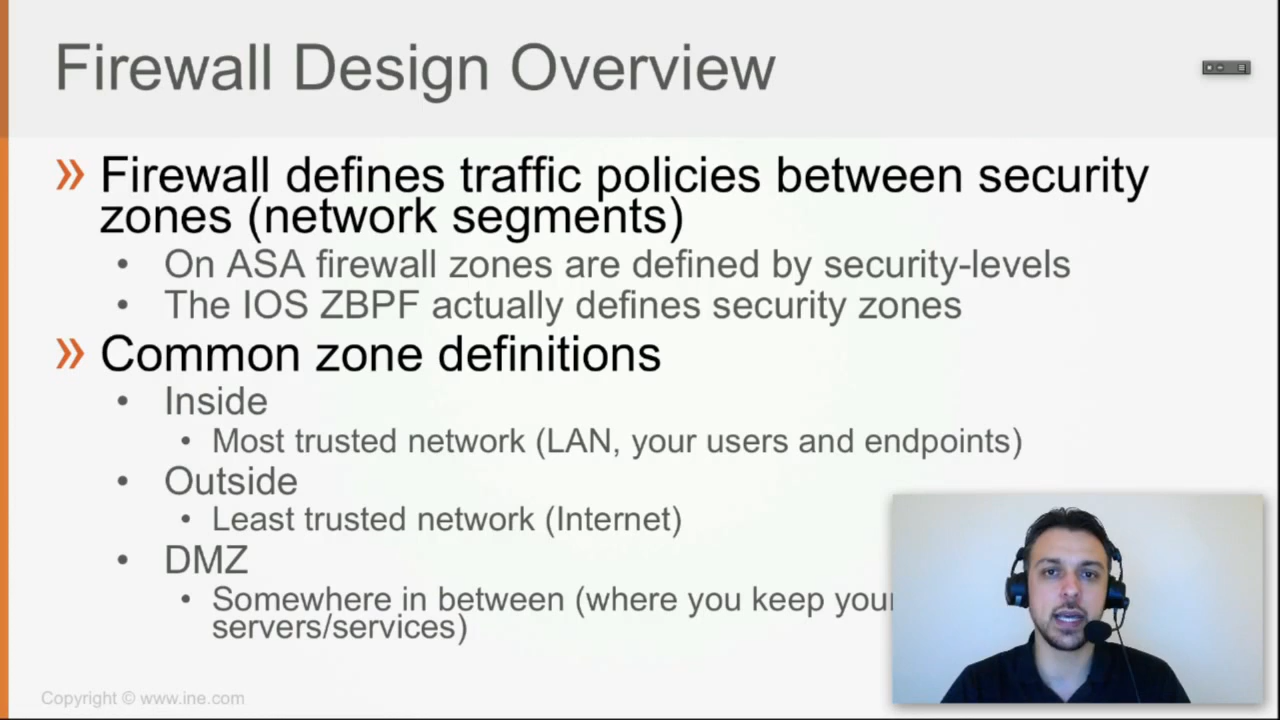 Firewall Design Overview
» Firewall defines traffic policies between security
zones (network segments)
• On ASA firewall zones are defined by security-levels
• The IOS ZBPF actually defines security zones
» Common zone definitions
• Inside
• Most trusted network (LAN, your users and endpoints)
• Outside
• Least trusted network (Internet)
• DMZ
• Somewhere in between (where you keep your
servers/services)
Copyright © www.ine.com